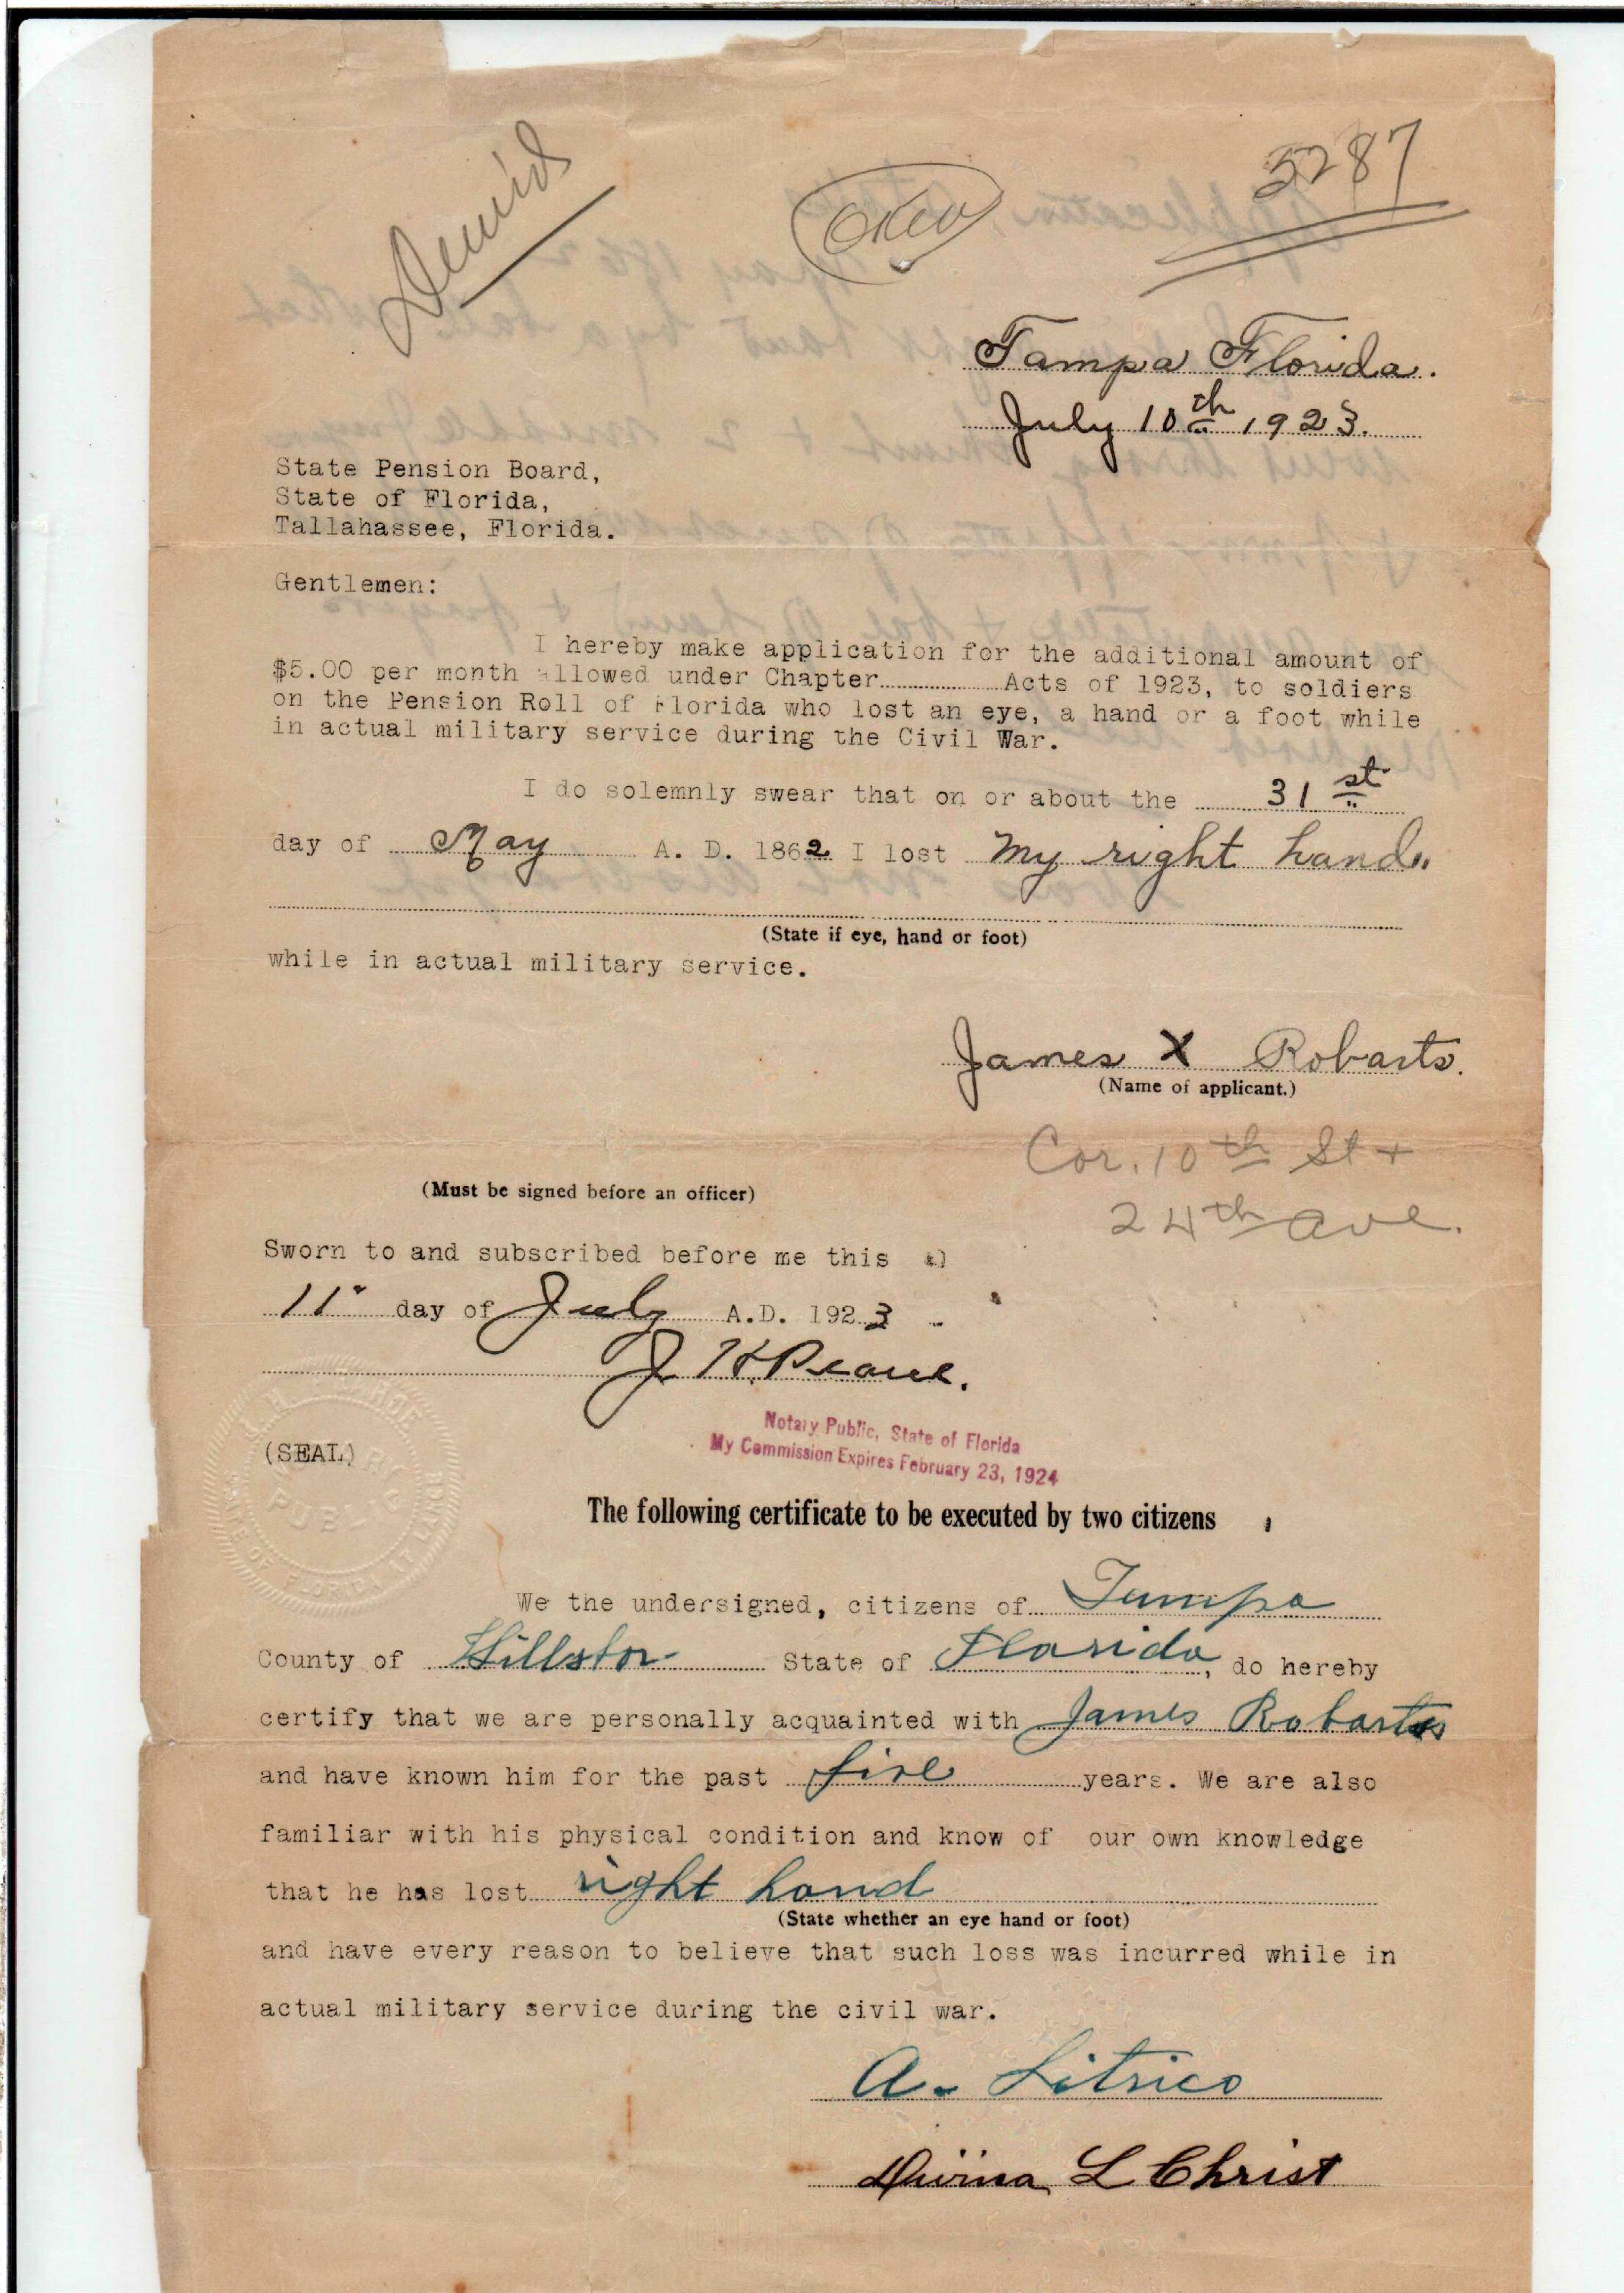 Denied
5287
Tampa Florida.
July 10th 1923.
State Pension Board,
State of Florida,
Tallahassee, Florida.
Gentlemen:
I hereby make application for the additional amount of
$5.00 per month allowed under Chapter Acts of 1923, to soldiers
on the Pension Roll of Florida who lost an eye, a hand or a foot while
in actual military service during the Civil War.
I do solemnly swear that on or about the 31st
day of May A. D. 1862 I lost my right hand.
(State if eye, hand or foot)
while in actual military service.
James X Robarts.
(Name of applicant.)
Cor. 10th St +
24th ave.
(Must be signed before an officer)
Sworn to and subscribed before me this
11" day of July A.D. 1923
J H Pearce.
Notary Public, State of Florida
My Commission Expires February 23, 1924
(SEAL)
NOTARY
PUBLIC
STATE OF FLORIDA AT LARGE
The following certificate to be executed by two citizens
We the undersigned, citizens of Tampa
County of Hillsbor State of Florida, do hereby
certify that we are personally acquainted with James Robarts
and have known him for the past five years. We are also
familiar with his physical condition and know of our own knowledge
that he has lost right hand
(State whether an eye hand or foot)
and have every reason to believe that such loss was incurred while in
actual military service during the civil war.
A. Litrico
L Christ